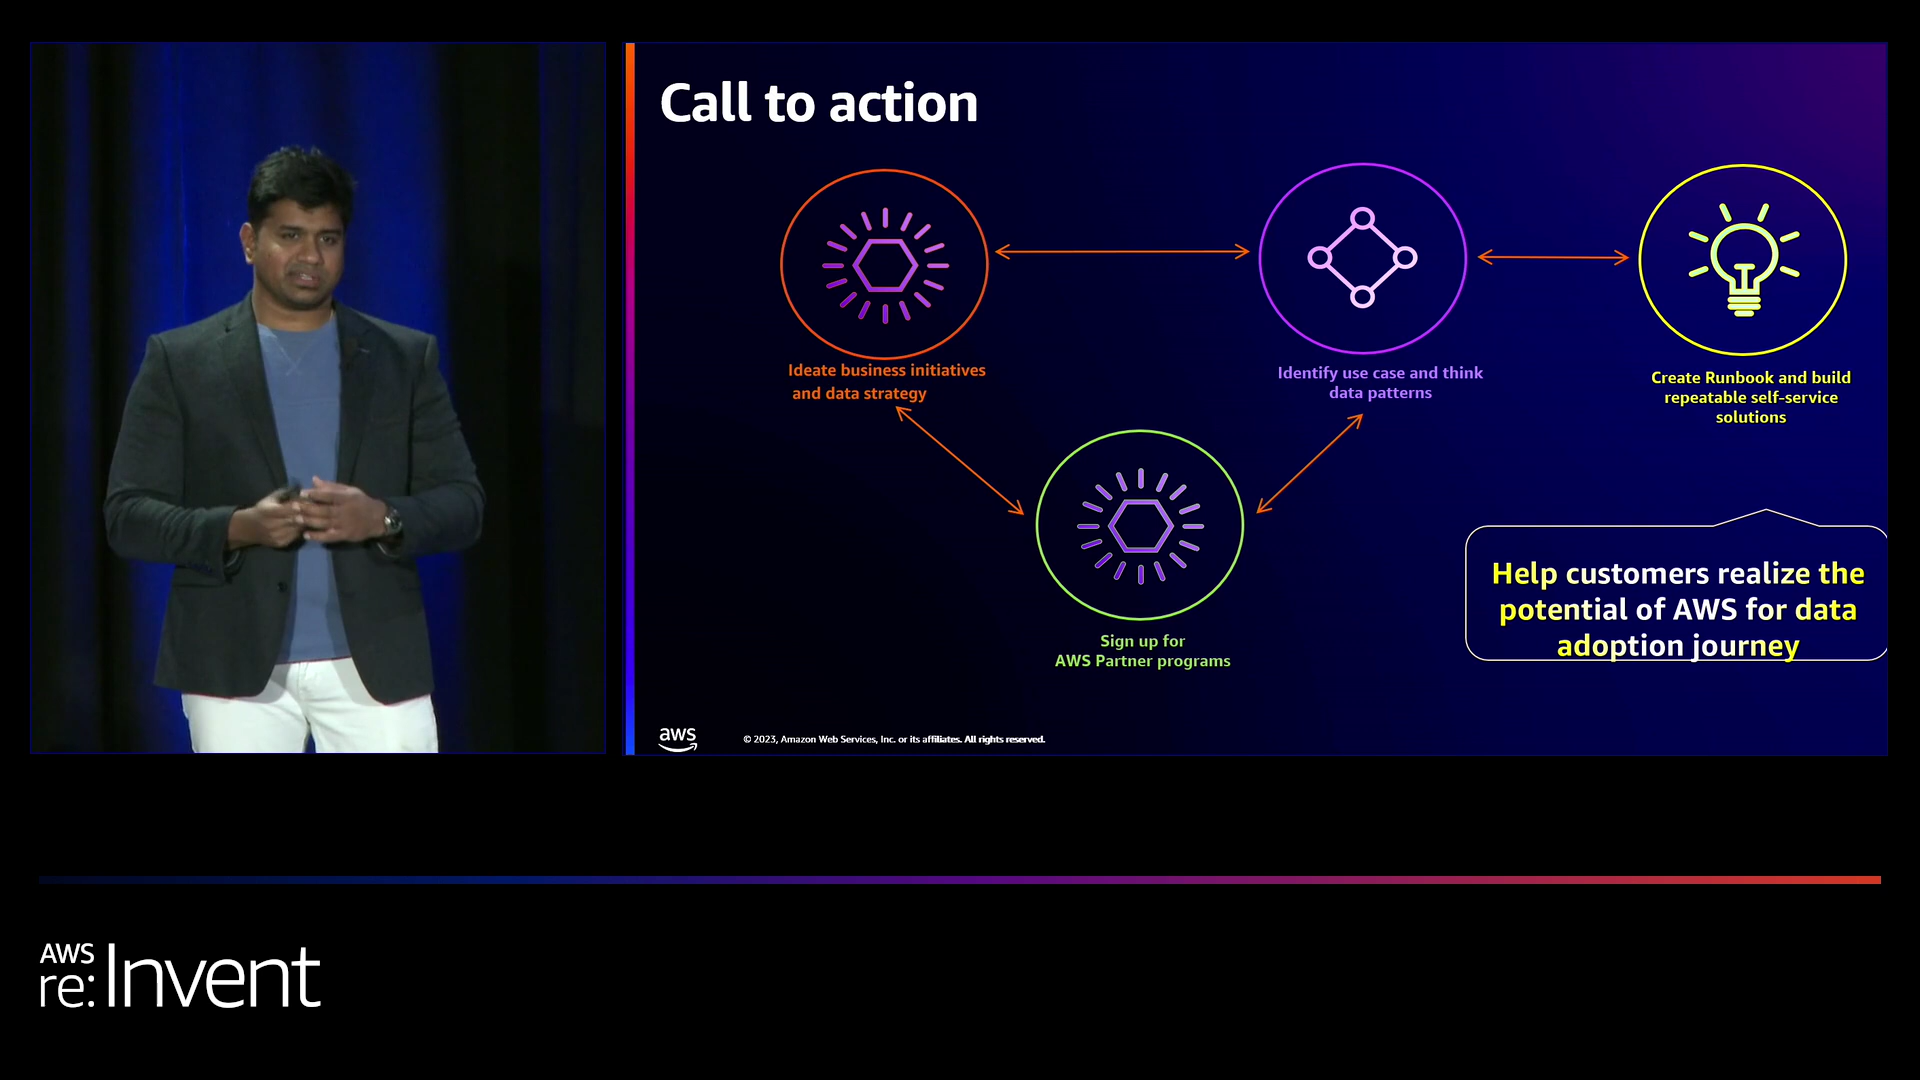 Call to action
Ideate business initiatives
and data strategy
Identify use case and think
data patterns
Create Runbook and build
repeatable self-service
solutions
Sign up for
AWS Partner programs
Help customers realize the
potential of AWS for data
adoption journey
aws
© 2023, Amazon Web Services, Inc. or its affiliates. All rights reserved.
AWS
re:Invent